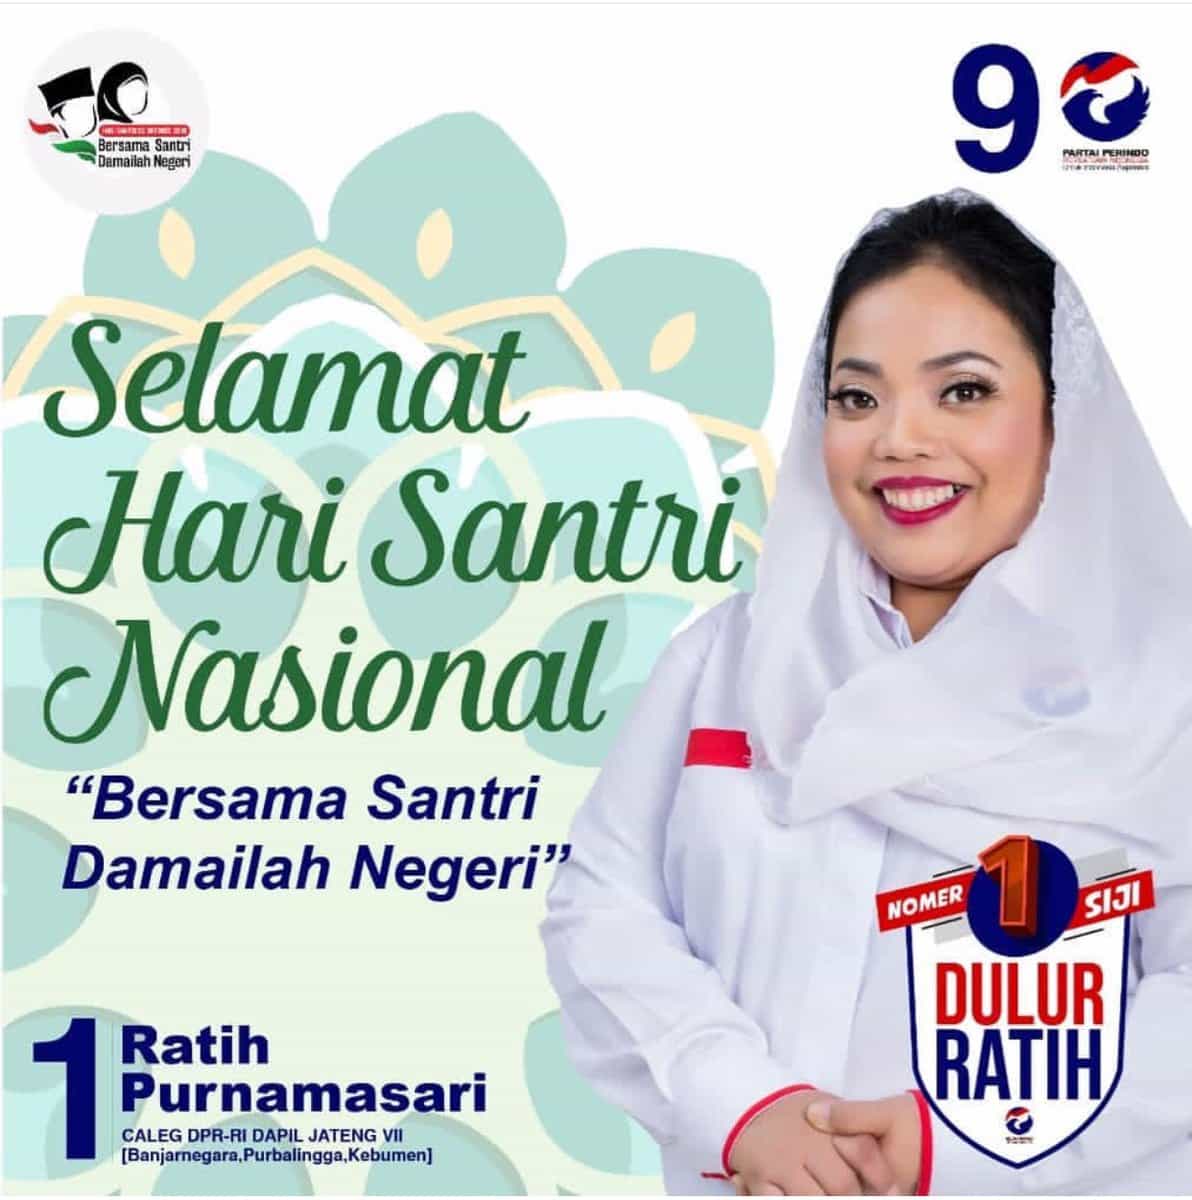 Bersama Santri
Damailah Negeri
9
PARTAI PERINDO
Selamat
Hari Santri
Nasional
“Bersama Santri
Damailah Negeri”
NOMER 1 SIJI
DULUR
RATIH
1
Ratih
Purnamasari
CALEG DPR-RI DAPIL JATENG VII
[Banjarnegara,Purbalingga,Kebumen]